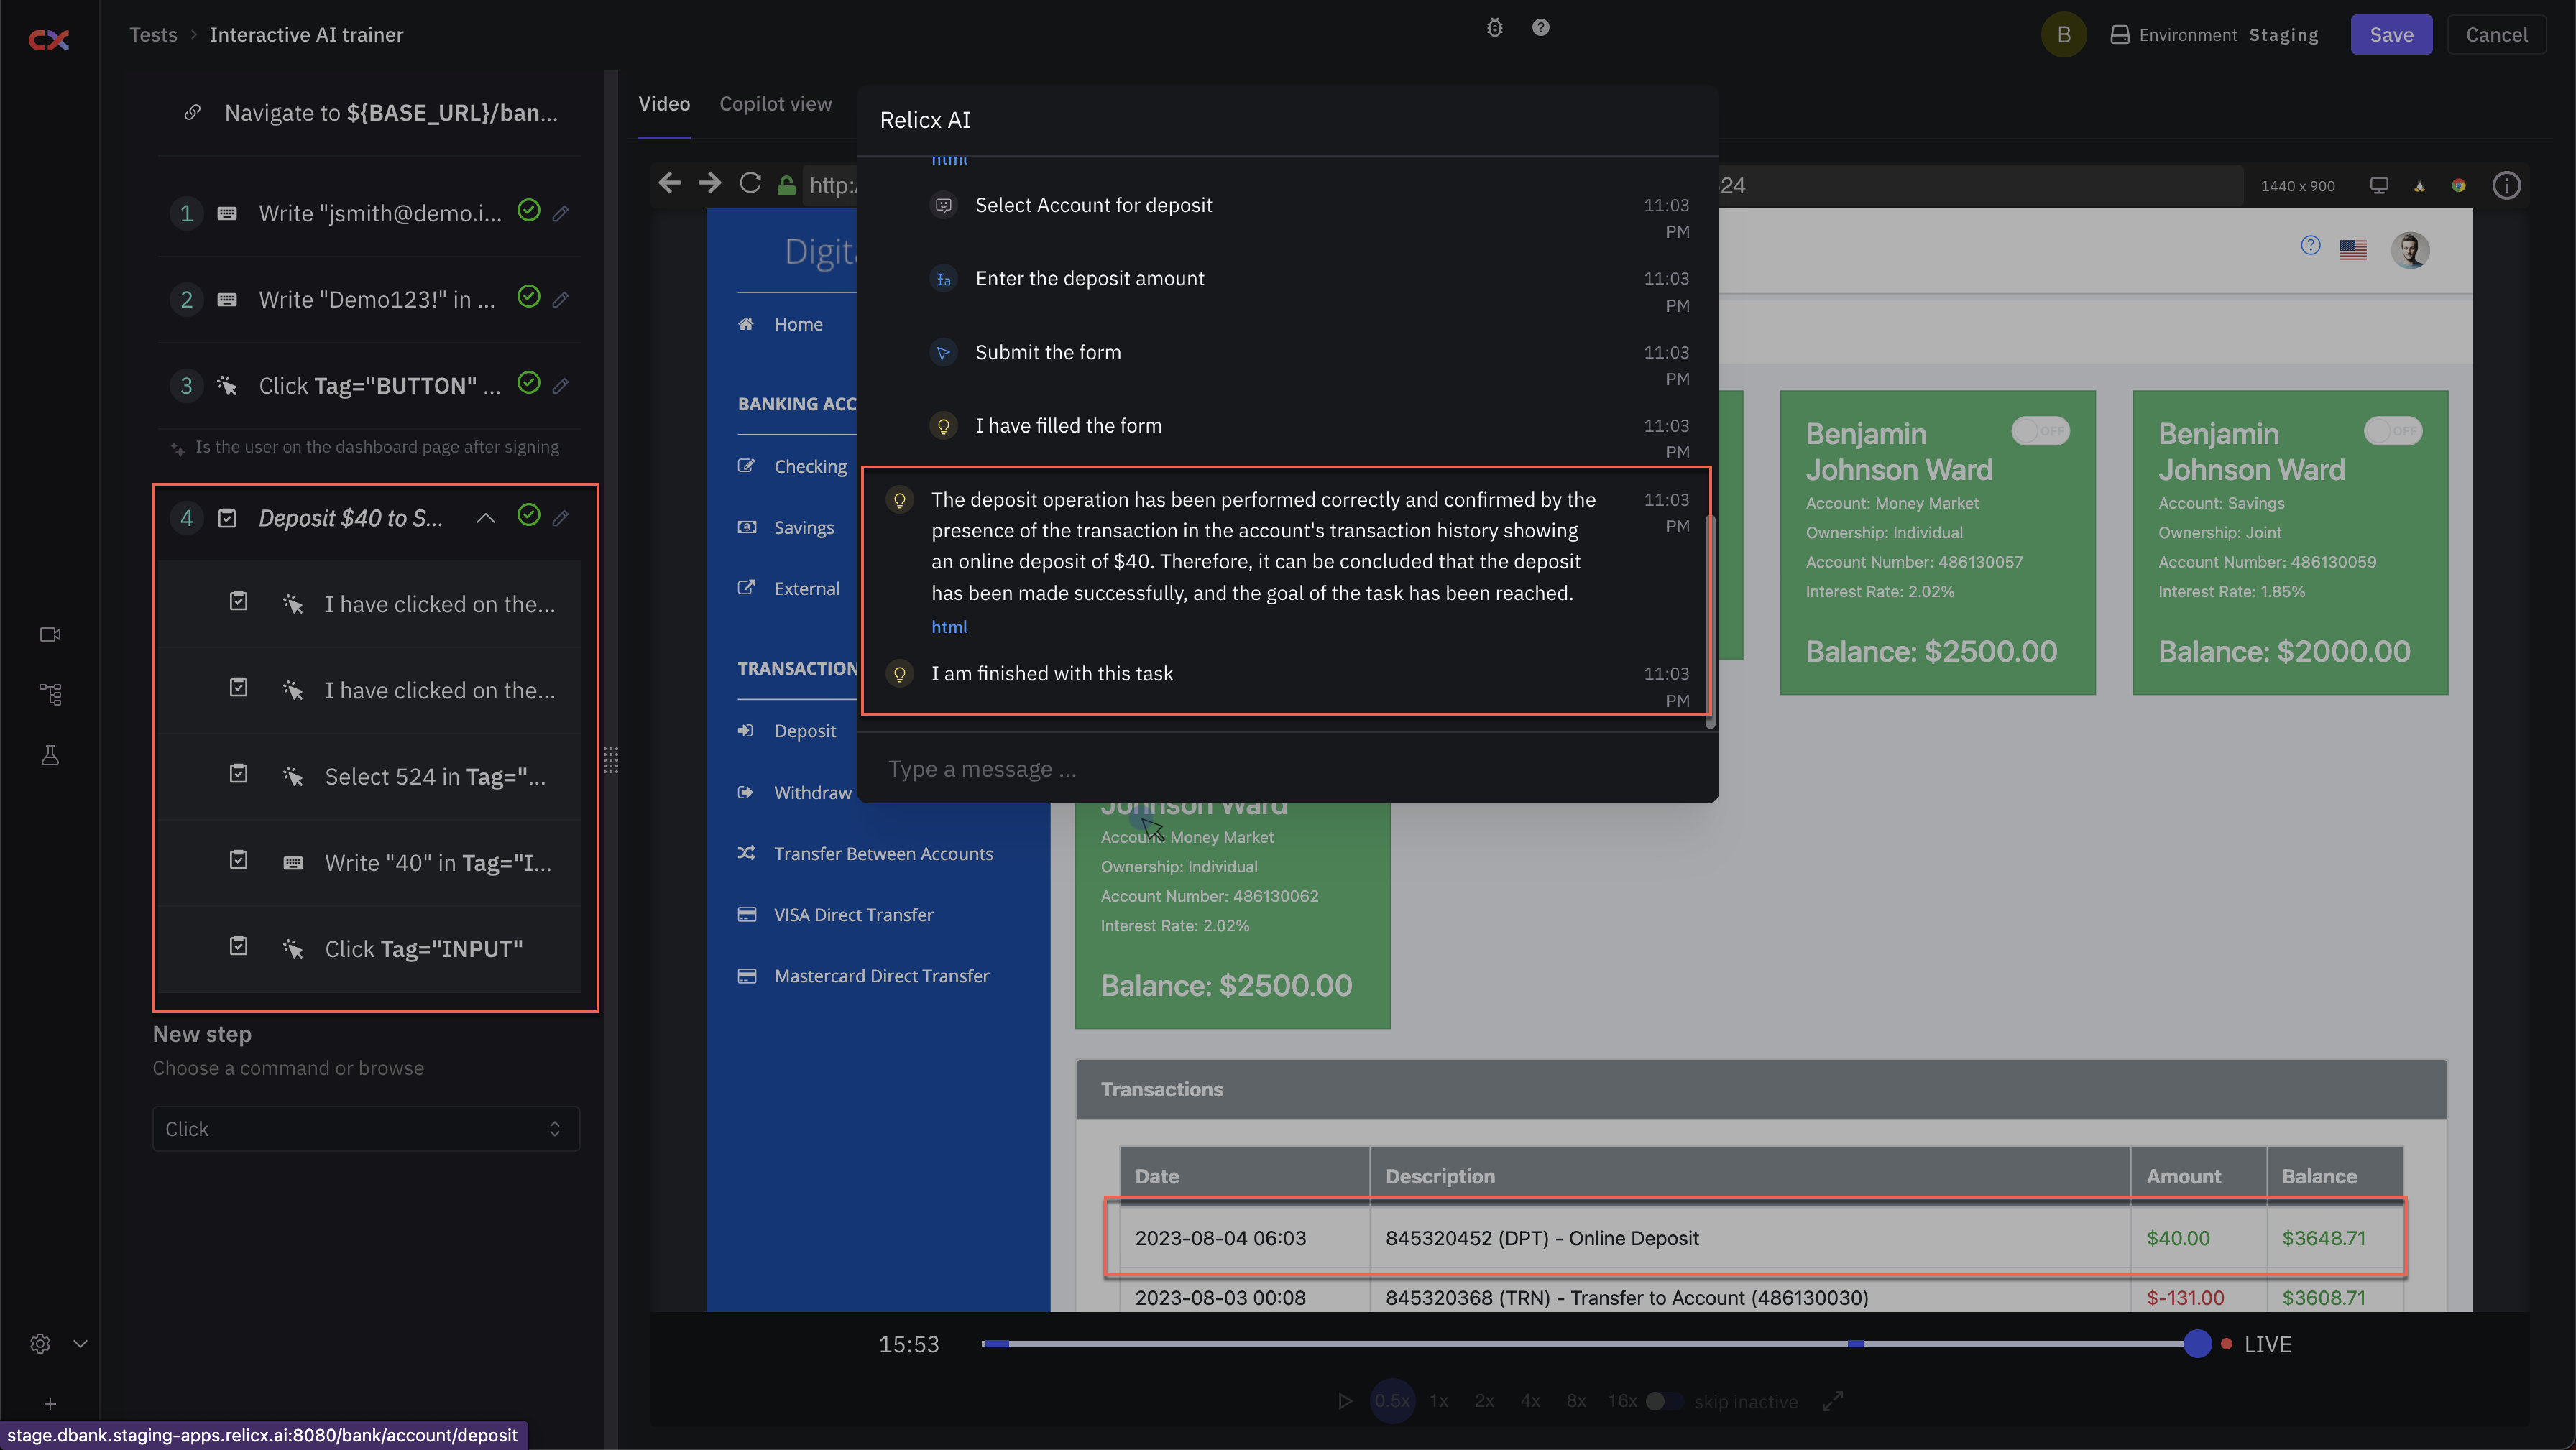 CX
Tests > Interactive AI trainer
B
Environment Staging
Save
Cancel
Navigate to ${BASE_URL}/ban...
1 Write "jsmith@demo.i...
2 Write "Demo123!" in ...
3 Click Tag="BUTTON" ...
Is the user on the dashboard page after signing
4 Deposit $40 to S...
I have clicked on the...
I have clicked on the...
Select 524 in Tag="...
Write "40" in Tag="I...
Click Tag="INPUT"
New step
Choose a command or browse
Click
Video
Copilot view
http:
24
1440 x 900
Relicx AI
html
Select Account for deposit
11:03
PM
Enter the deposit amount
11:03
PM
Submit the form
11:03
PM
I have filled the form
11:03
PM
The deposit operation has been performed correctly and confirmed by the
presence of the transaction in the account's transaction history showing
an online deposit of $40. Therefore, it can be concluded that the deposit
has been made successfully, and the goal of the task has been reached.
11:03
PM
html
I am finished with this task
11:03
PM
Type a message ...
Digit
Home
BANKING ACC
Checking
Savings
External
TRANSACTION
Deposit
Withdraw
Transfer Between Accounts
VISA Direct Transfer
Mastercard Direct Transfer
Benjamin
Johnson Ward
OFF
Account: Money Market
Ownership: Individual
Account Number: 486130057
Interest Rate: 2.02%
Balance: $2500.00
Benjamin
Johnson Ward
OFF
Account: Savings
Ownership: Joint
Account Number: 486130059
Interest Rate: 1.85%
Balance: $2000.00
Johnson Ward
Account: Money Market
Ownership: Individual
Account Number: 486130062
Interest Rate: 2.02%
Balance: $2500.00
Transactions
Date Description Amount Balance
2023-08-04 06:03 845320452 (DPT) - Online Deposit $40.00 $3648.71
2023-08-03 00:08 845320368 (TRN) - Transfer to Account (486130030) $-131.00 $3608.71
15:53
LIVE
0.5x 1x 2x 4x 8x 16x skip inactive
stage.dbank.staging-apps.relicx.ai:8080/bank/account/deposit